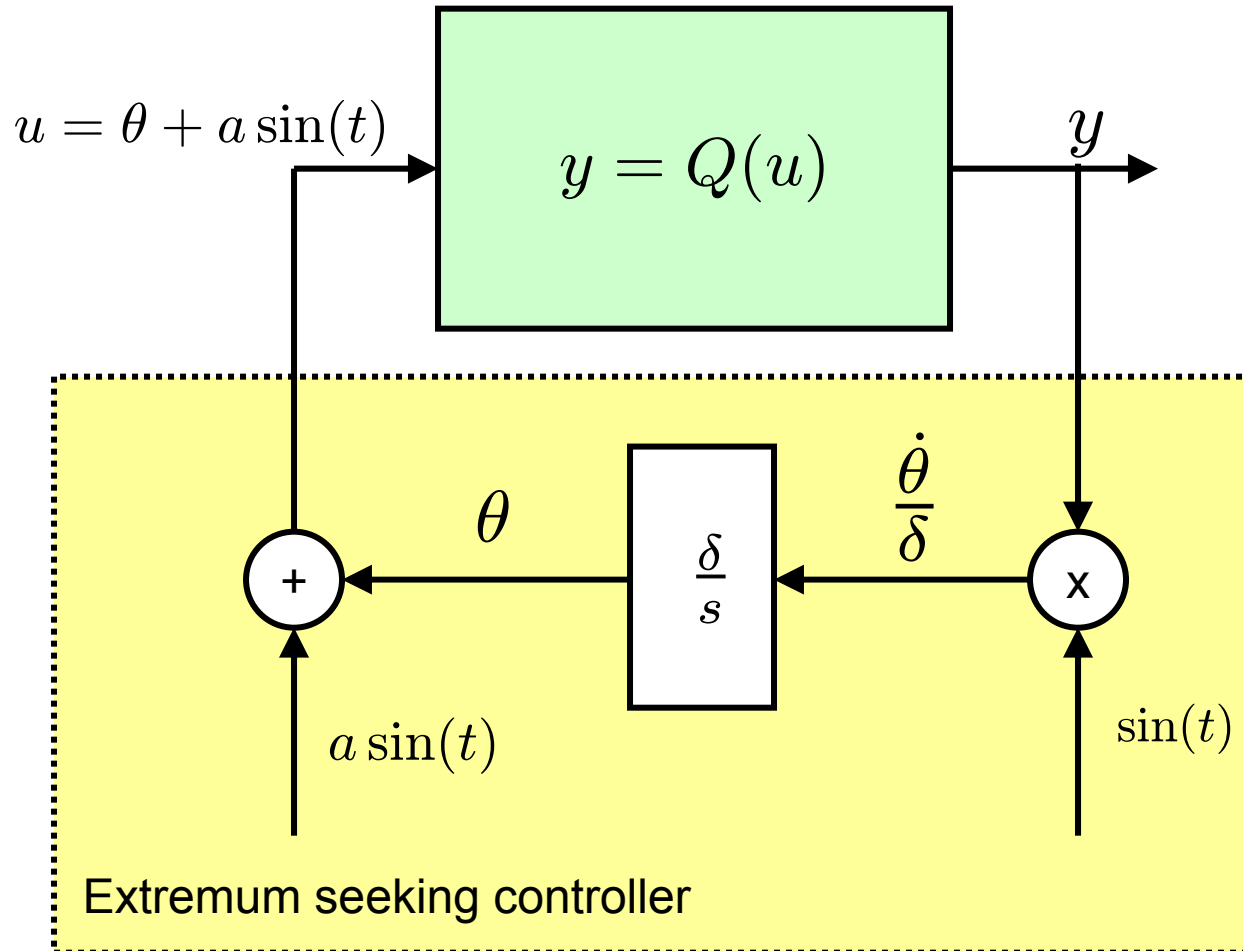 u = θ + a sin(t)
y = Q(u)
y
θ
δ/s
θ̇/δ
+
x
a sin(t)
sin(t)
Extremum seeking controller